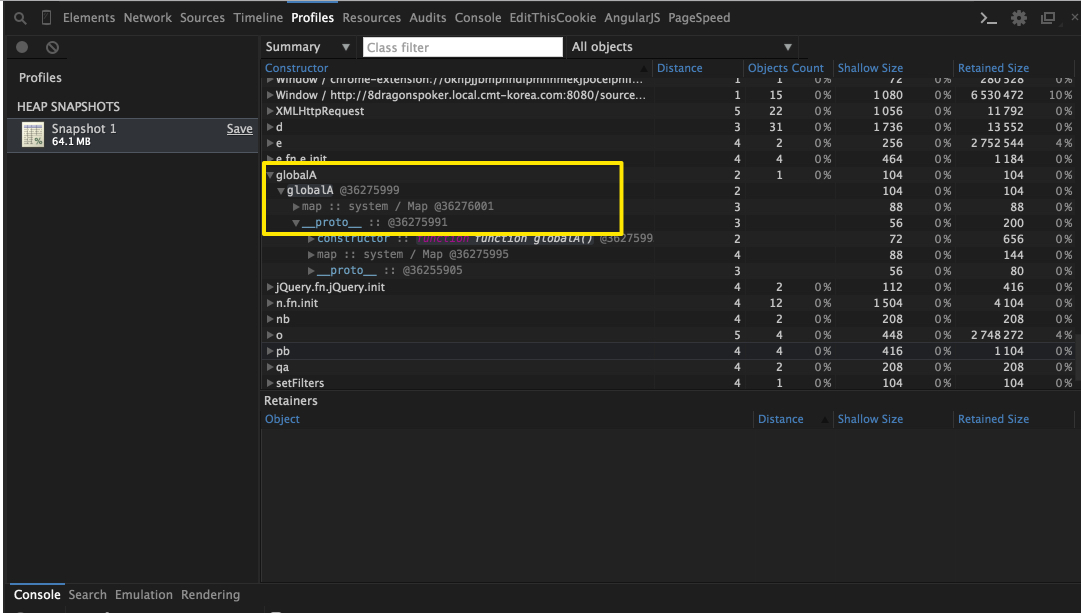 Elements Network Sources Timeline Profiles Resources Audits Console EditThisCookie AngularJS PageSpeed
Summary ▼ Class filter All objects ▼
Profiles
HEAP SNAPSHOTS
Snapshot 1 Save
64.1 MB
Constructor Distance Objects Count Shallow Size Retained Size
1 1 0% 72 0% 280 528 0%
Window / http://8dragonspoker.local.cmt-korea.com:8080/source... 1 15 0% 1 080 0% 6 530 472 10%
XMLHttpRequest 5 22 0% 1 056 0% 11 792 0%
d 3 31 0% 1 736 0% 13 552 0%
e 4 2 0% 256 0% 2 752 544 4%
e.fn.e.init 4 4 0% 464 0% 1 184 0%
globalA 2 1 0% 104 0% 104 0%
globalA @36275999 2 104 0% 104 0%
map :: system / Map @36276001 3 88 0% 88 0%
__proto__ :: @36275991 3 56 0% 200 0%
constructor :: function function globalA() @3627599 2 72 0% 656 0%
map :: system / Map @36275995 4 88 0% 144 0%
__proto__ :: @36255905 3 56 0% 80 0%
jQuery.fn.jQuery.init 4 2 0% 112 0% 416 0%
n.fn.init 4 12 0% 1 504 0% 4 104 0%
nb 4 2 0% 208 0% 208 0%
o 5 4 0% 448 0% 2 748 272 4%
pb 4 4 0% 416 0% 1 104 0%
qa 4 2 0% 208 0% 208 0%
setFilters 4 1 0% 104 0% 104 0%
Retainers
Object Distance Shallow Size Retained Size
Console Search Emulation Rendering